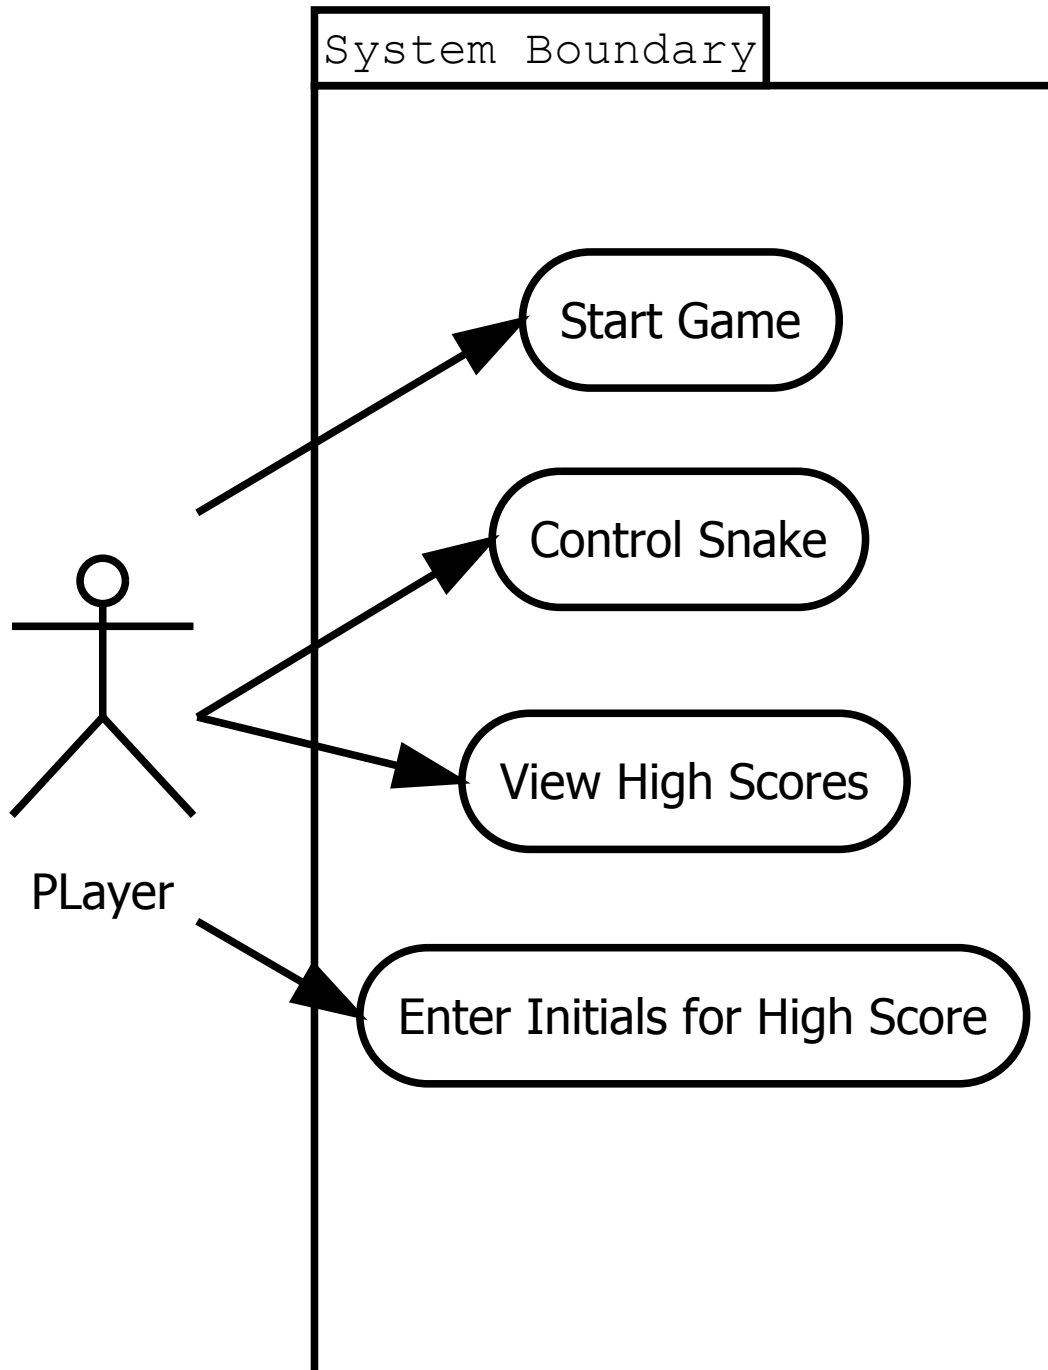 System Boundary
Start Game
Control Snake
View High Scores
PLayer
Enter Initials for High Score